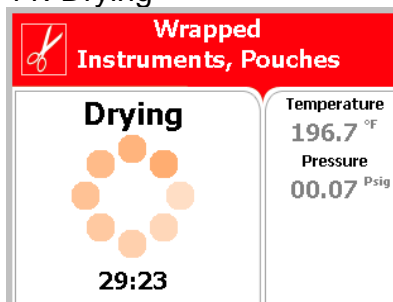 Wrapped
Instruments, Pouches
Drying
29:23
Temperature
196.7 °F
Pressure
00.07 Psig